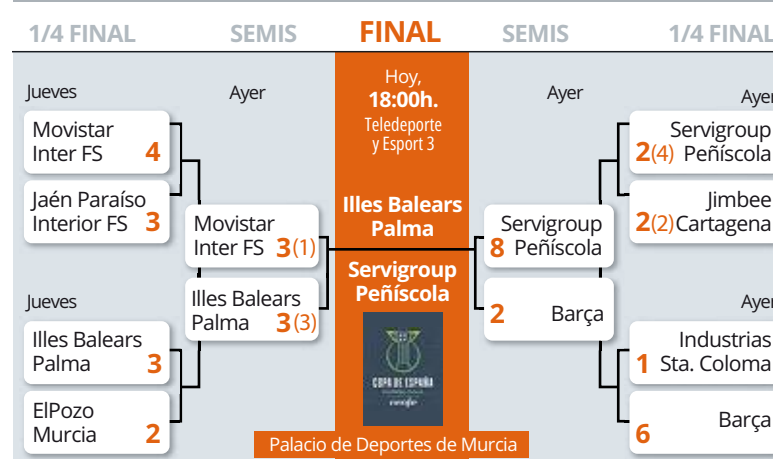 1/4 FINAL
SEMIS
FINAL
SEMIS
1/4 FINAL
Jueves
Movistar
Inter FS 4
Jaén Paraíso
Interior FS 3
Jueves
Illes Balears
Palma 3
ElPozo
Murcia 2
Ayer
Movistar
Inter FS 3(1)
Illes Balears
Palma 3(3)
Hoy,
18:00h.
Teledeporte
y Esport 3
Illes Balears
Palma
Servigroup
Peñíscola
COPA DE ESPAÑA
Palacio de Deportes de Murcia
Ayer
Servigroup
8 Peñíscola
2 Barça
Ayer
Servigroup
2(4) Peñíscola
Jimbee
2(2) Cartagena
Ayer
Industrias
1 Sta. Coloma
Barça
6